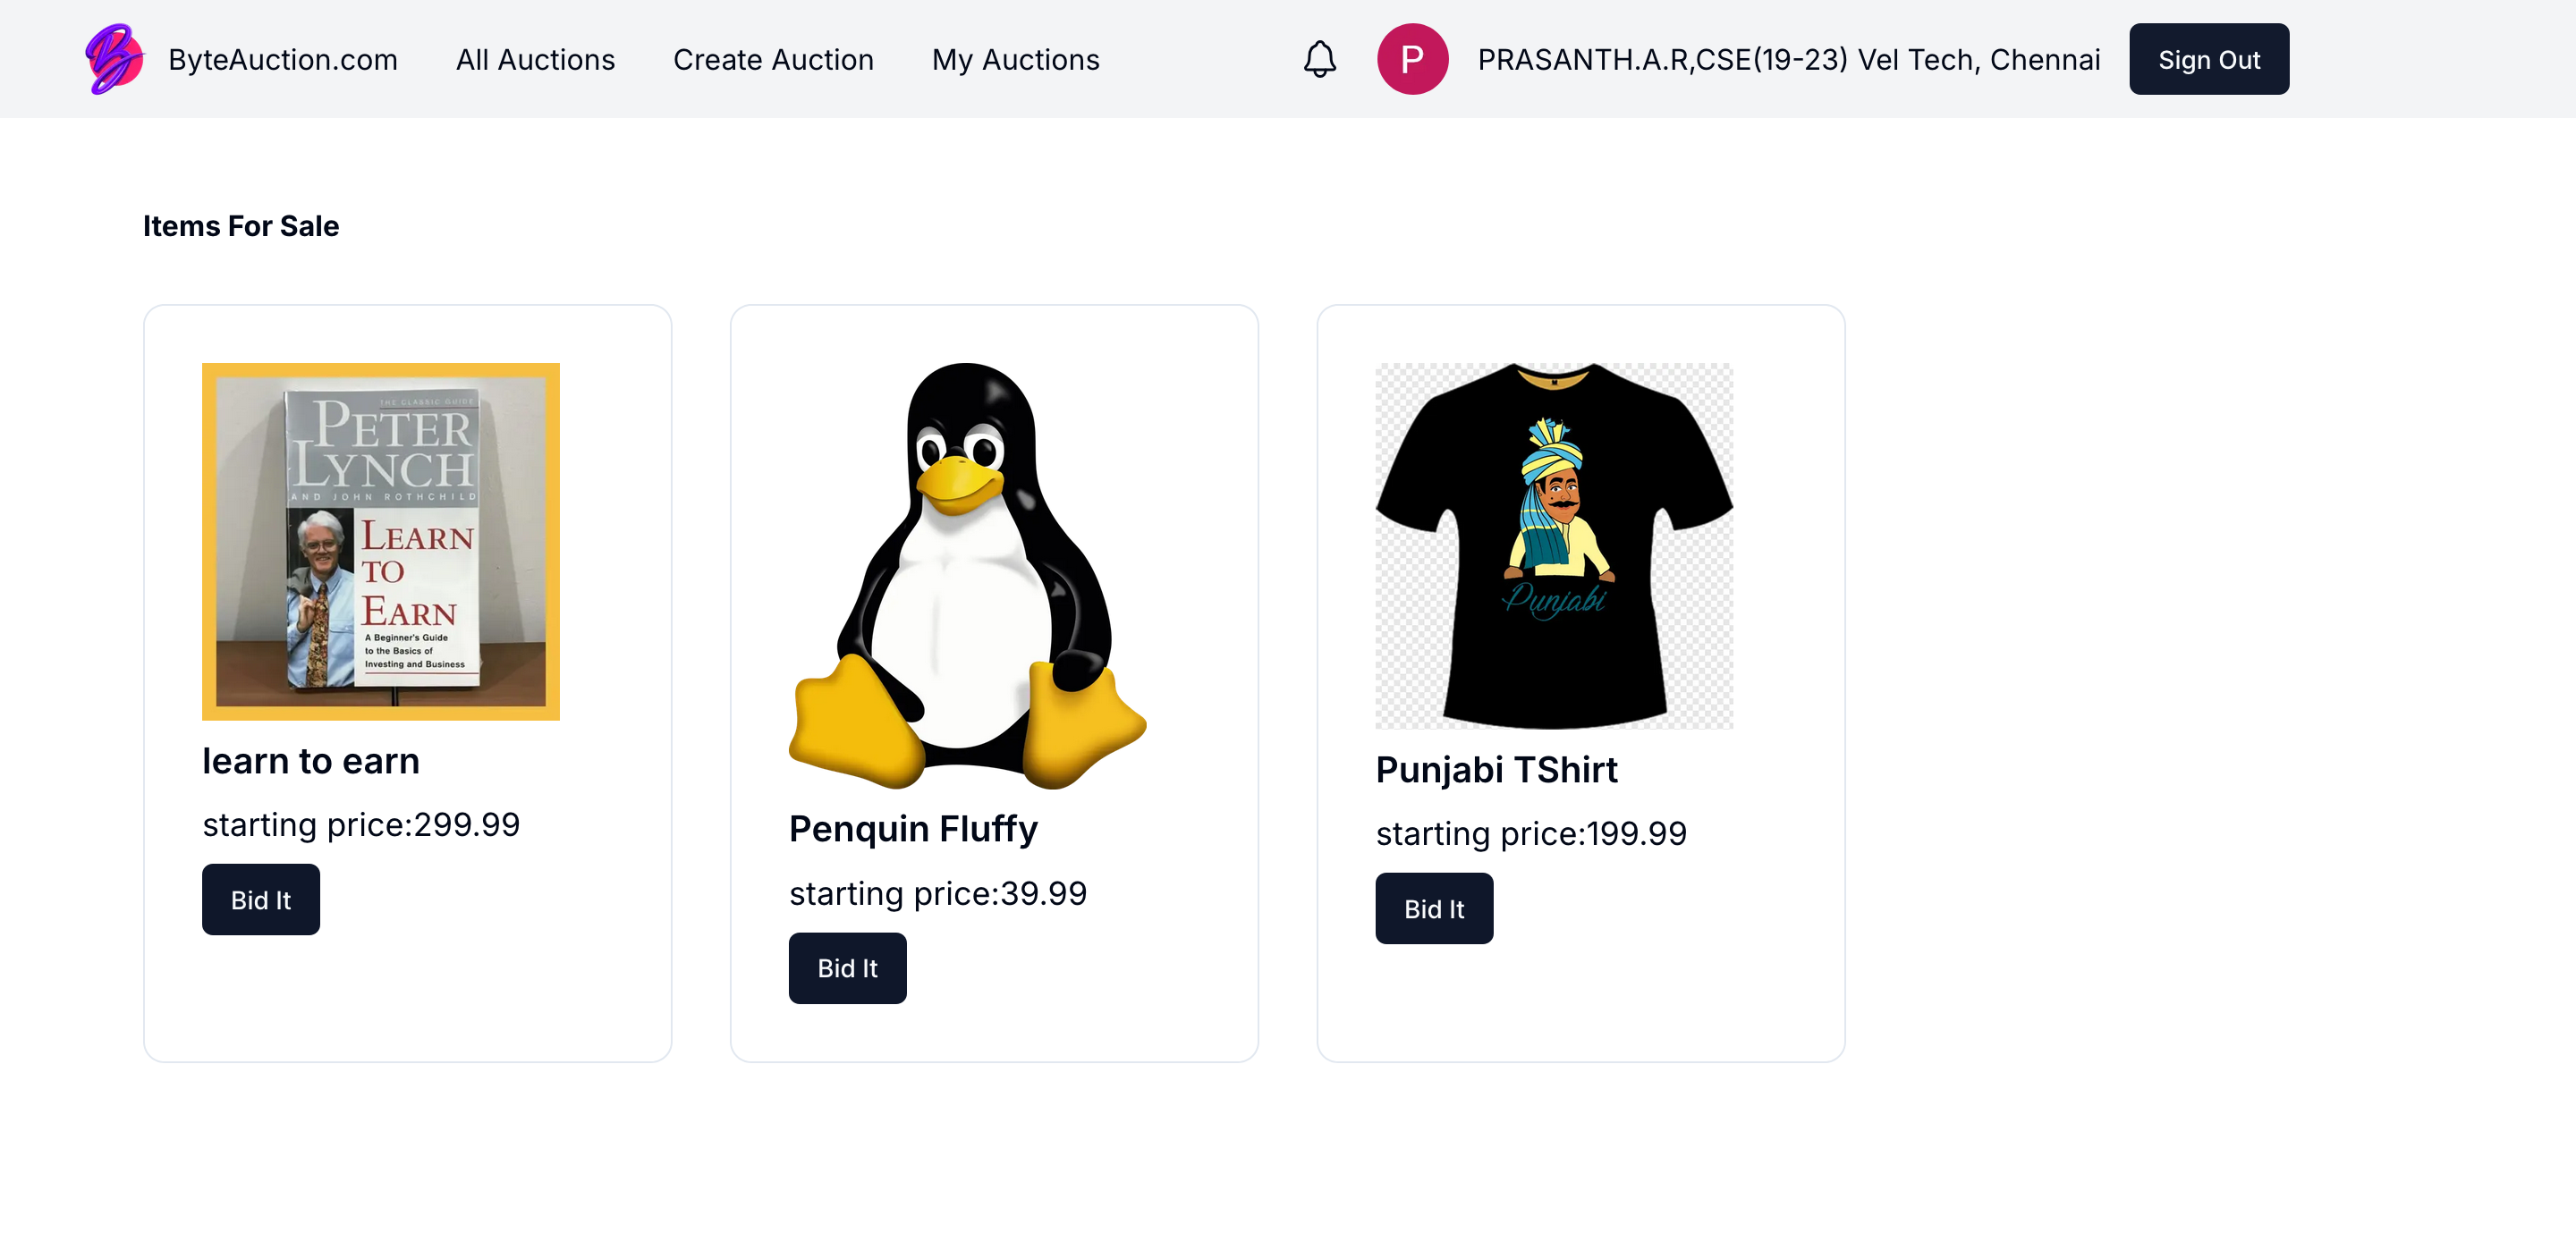 B
ByteAuction.com All Auctions Create Auction My Auctions P PRASANTH.A.R,CSE(19-23) Vel Tech, Chennai Sign Out
Items For Sale
THE CLASSIC GUIDE
PETER
LYNCH
AND JOHN ROTHCHILD
LEARN
TO
EARN
A Beginner's Guide
to the Basics of
Investing and Business
learn to earn
starting price:299.99
Bid It
Penquin Fluffy
starting price:39.99
Bid It
Punjabi
Punjabi TShirt
starting price:199.99
Bid It